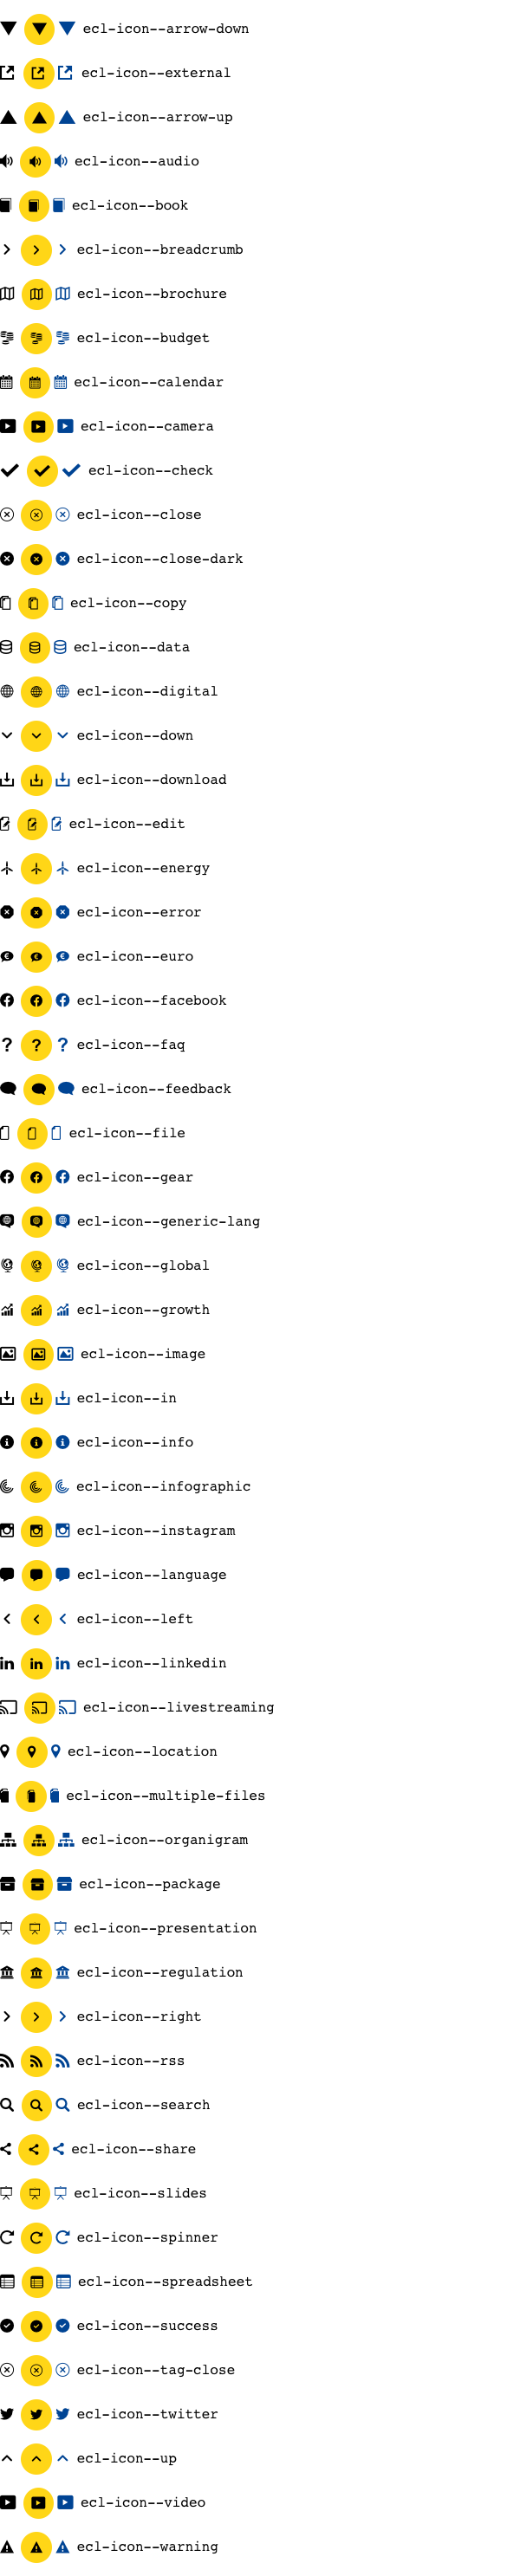 ecl-icon--arrow-down
ecl-icon--external
ecl-icon--arrow-up
ecl-icon--audio
ecl-icon--book
ecl-icon--breadcrumb
ecl-icon--brochure
ecl-icon--budget
ecl-icon--calendar
ecl-icon--camera
ecl-icon--check
ecl-icon--close
ecl-icon--close-dark
ecl-icon--copy
ecl-icon--data
ecl-icon--digital
ecl-icon--down
ecl-icon--download
ecl-icon--edit
ecl-icon--energy
ecl-icon--error
ecl-icon--euro
ecl-icon--facebook
ecl-icon--faq
ecl-icon--feedback
ecl-icon--file
ecl-icon--gear
ecl-icon--generic-lang
ecl-icon--global
ecl-icon--growth
ecl-icon--image
ecl-icon--in
ecl-icon--info
ecl-icon--infographic
ecl-icon--instagram
ecl-icon--language
ecl-icon--left
ecl-icon--linkedin
ecl-icon--livestreaming
ecl-icon--location
ecl-icon--multiple-files
ecl-icon--organigram
ecl-icon--package
ecl-icon--presentation
ecl-icon--regulation
ecl-icon--right
ecl-icon--rss
ecl-icon--search
ecl-icon--share
ecl-icon--slides
ecl-icon--spinner
ecl-icon--spreadsheet
ecl-icon--success
ecl-icon--tag-close
ecl-icon--twitter
ecl-icon--up
ecl-icon--video
ecl-icon--warning